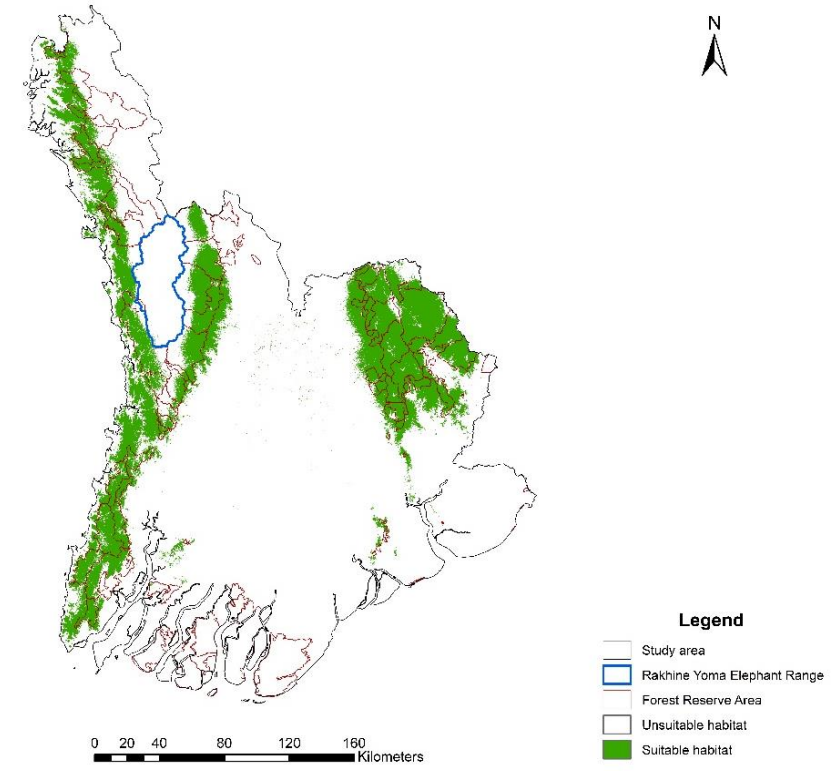 N
Legend
Study area
Rakhine Yoma Elephant Range
Forest Reserve Area
Unsuitable habitat
Suitable habitat
0 20 40 80 120 160
Kilometers